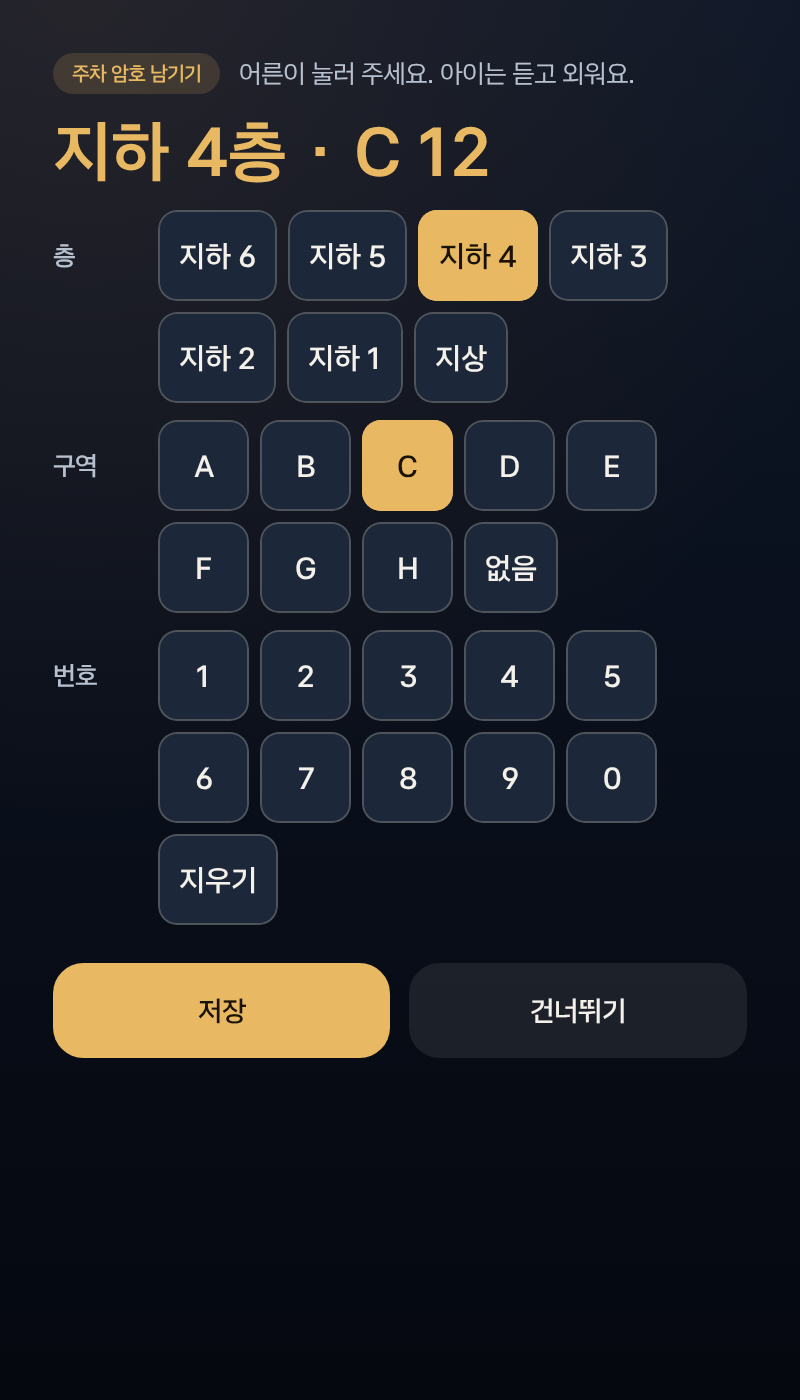 주차 암호 남기기 어른이 눌러 주세요. 아이는 듣고 외워요.
지하 4층 · C 12
층 지하 6 지하 5 지하 4 지하 3
지하 2 지하 1 지상
구역 A B C D E
F G H 없음
번호 1 2 3 4 5
6 7 8 9 0
지우기
저장 건너뛰기